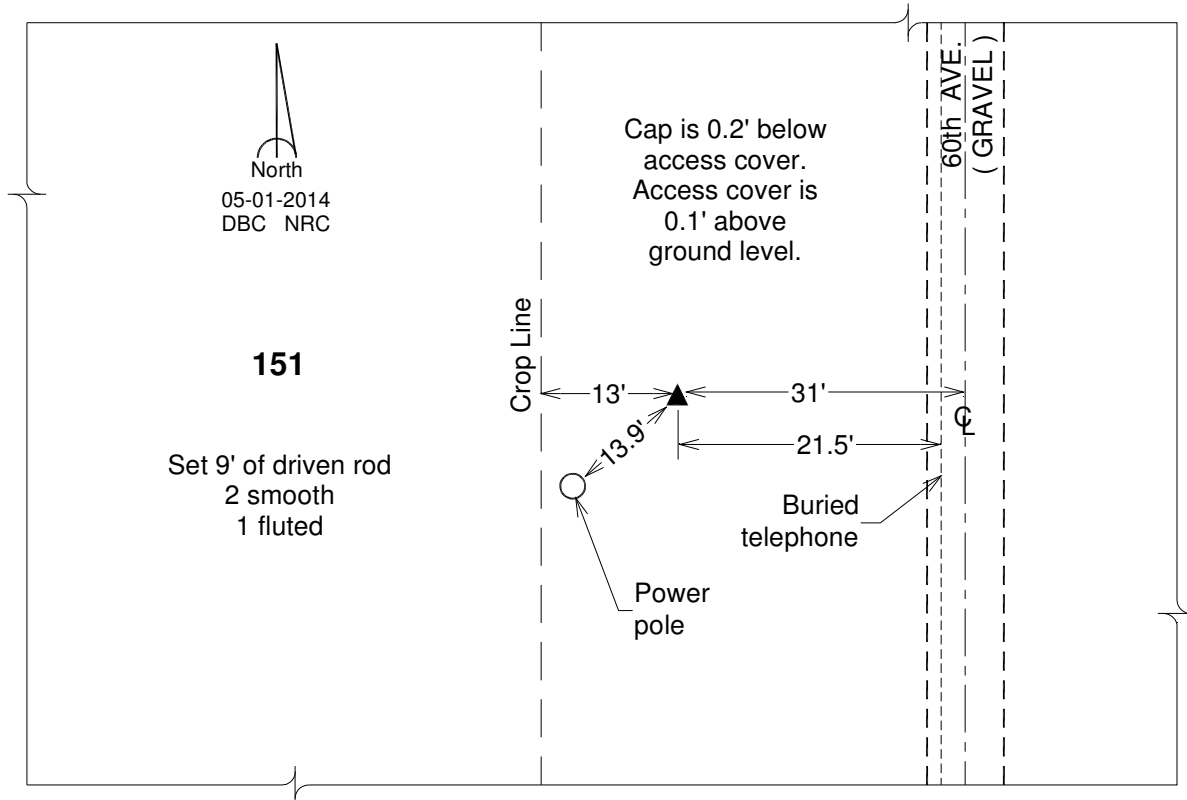 60th AVE.
( GRAVEL )
North
05-01-2014
DBC NRC
Cap is 0.2' below
access cover.
Access cover is
0.1' above
ground level.
151
Crop Line
13'
31'
13.9'
21.5'
CL
Set 9' of driven rod
2 smooth
1 fluted
Buried
telephone
Power
pole